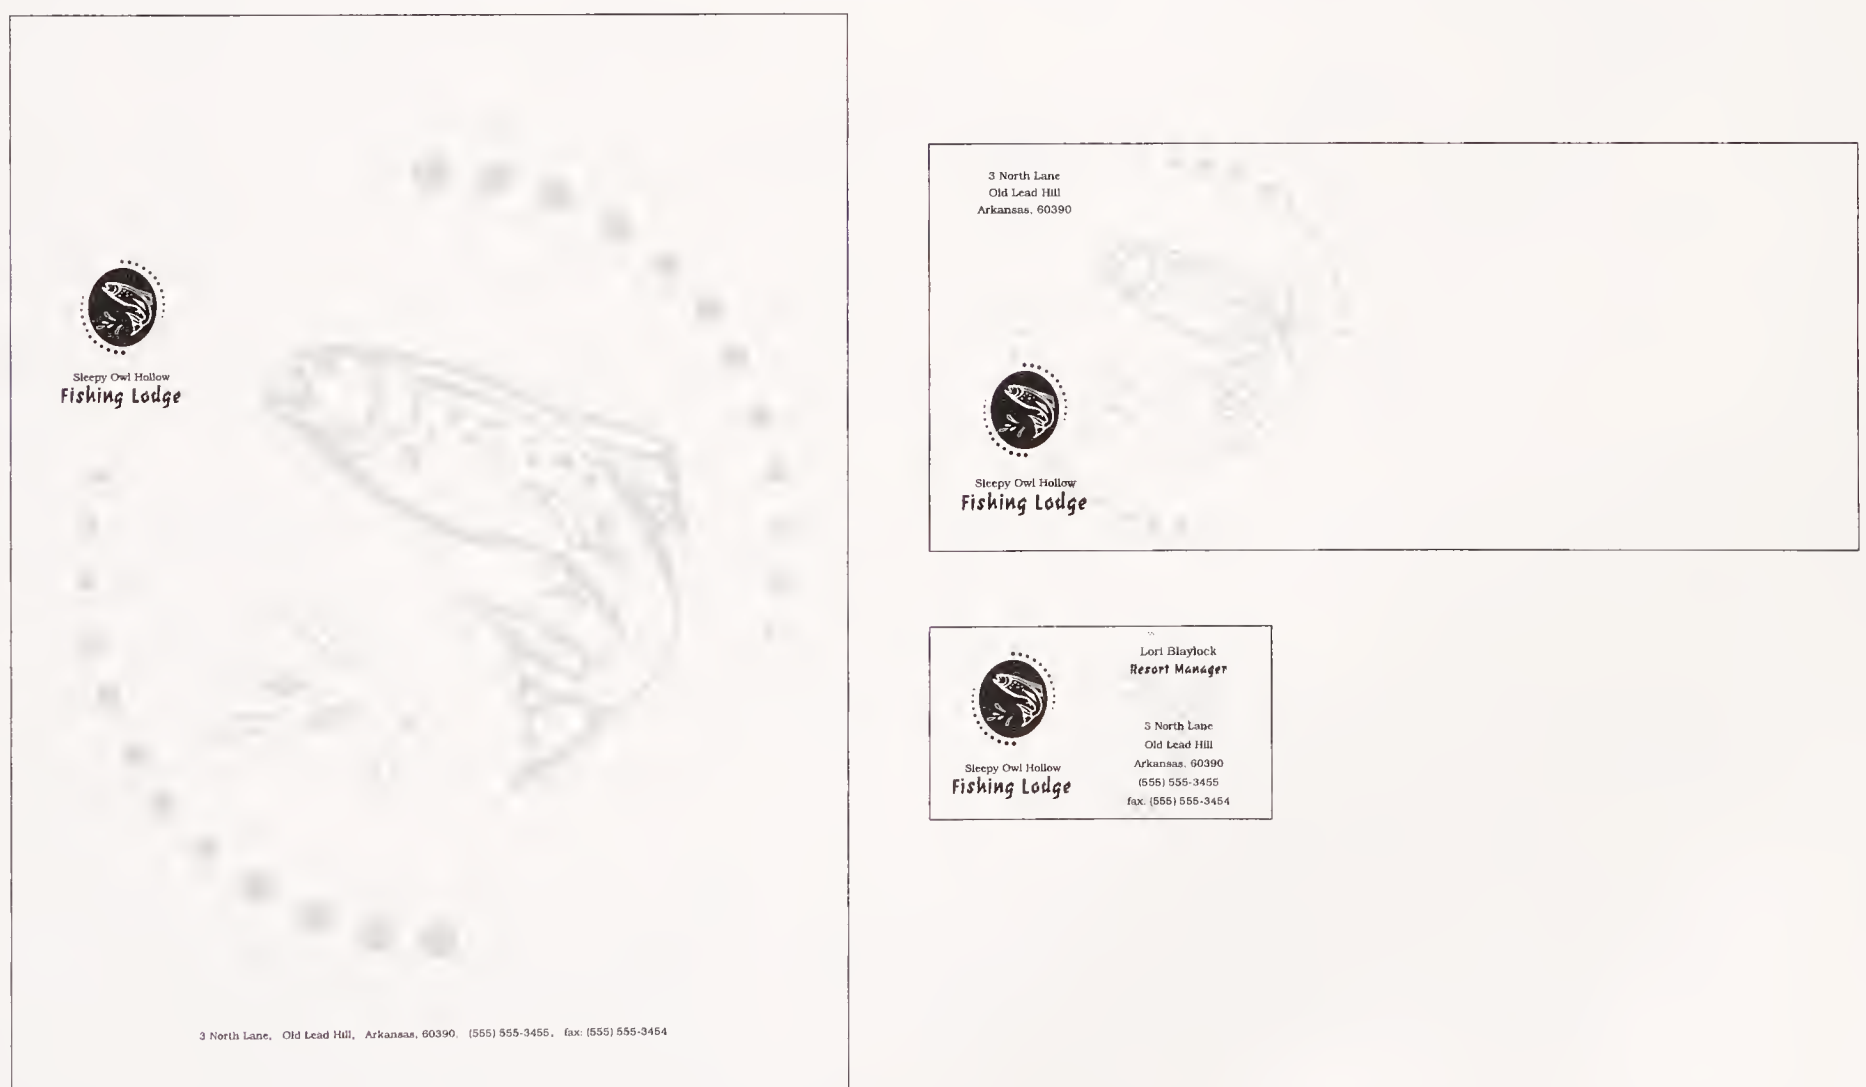 Sleepy Owl Hollow
Fishing Lodge
3 North Lane, Old Lead Hill, Arkansas, 60390, (555) 555-3455, fax: (555) 555-3454
3 North Lane
Old Lead Hill
Arkansas, 60390
Sleepy Owl Hollow
Fishing Lodge
Sleepy Owl Hollow
Fishing Lodge
Lori Blaylock
Resort Manager
3 North Lane
Old Lead Hill
Arkansas, 60390
(555) 555-3455
fax: (555) 555-3454